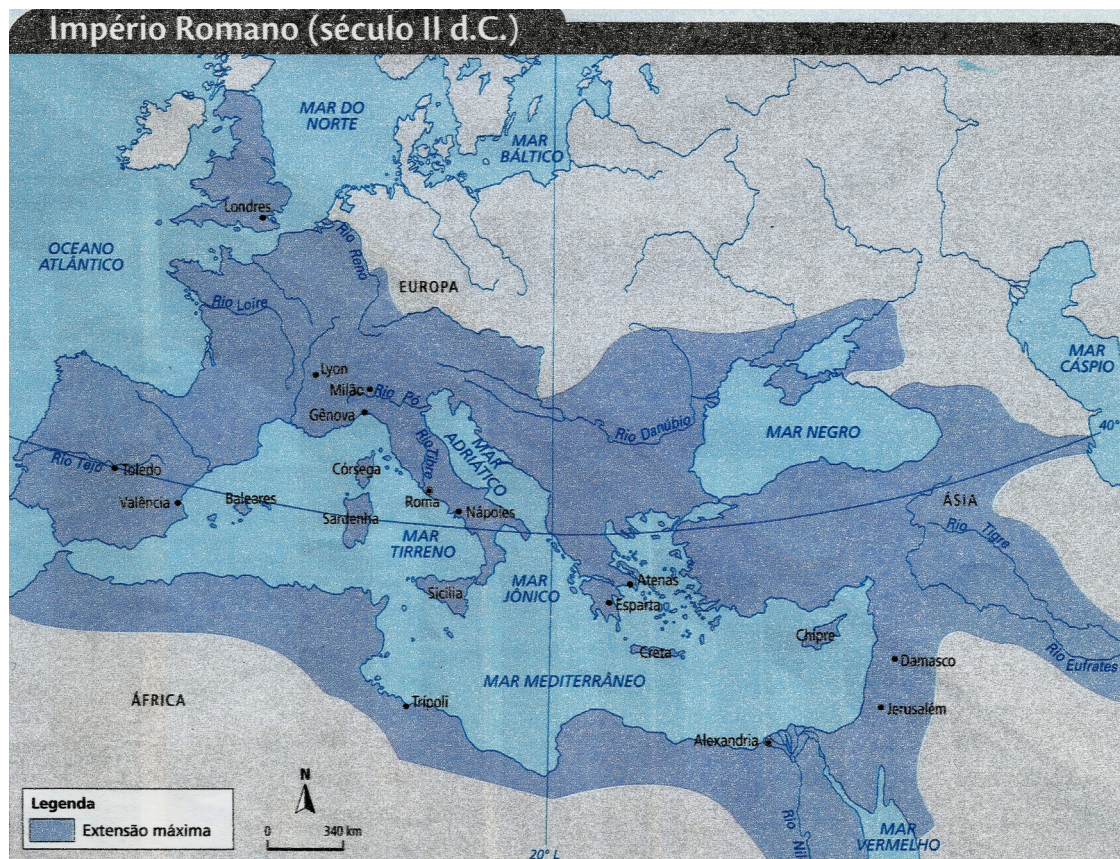 Império Romano (século II d.C.)
MAR DO
NORTE
MAR
BÁLTICO
Londres
OCEANO
ATLÂNTICO
Rio Reno
EUROPA
Rio Loire
MAR
CÁSPIO
Lyon
Milão
Rio Pó
Gênova
Rio Danúbio
MAR NEGRO
40°
MAR
ADRIÁTICO
Rio Tibre
Rio Tejo
Toledo
Córsega
Valência
Baleares
Roma
Nápoles
ÁSIA
Sardenha
Rio Tigre
MAR
TIRRENO
Sicília
MAR
JÔNICO
Atenas
Esparta
Chipre
Creta
Damasco
Rio Eufrates
MAR MEDITERRÂNEO
ÁFRICA
Trípoli
Jerusalém
Alexandria
N
Legenda
Extensão máxima
0 340 km
Rio Nil
MAR
VERMELHO
20° L